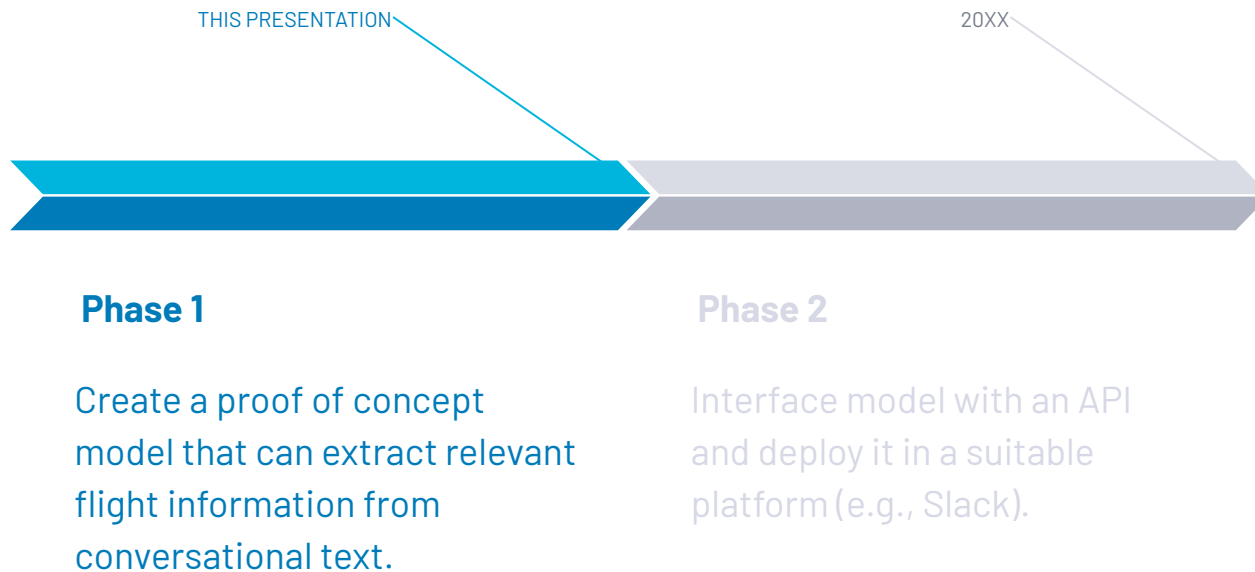 THIS PRESENTATION
20XX
Phase 1
Create a proof of concept
model that can extract relevant
flight information from
conversational text.
Phase 2
Interface model with an API
and deploy it in a suitable
platform (e.g., Slack).